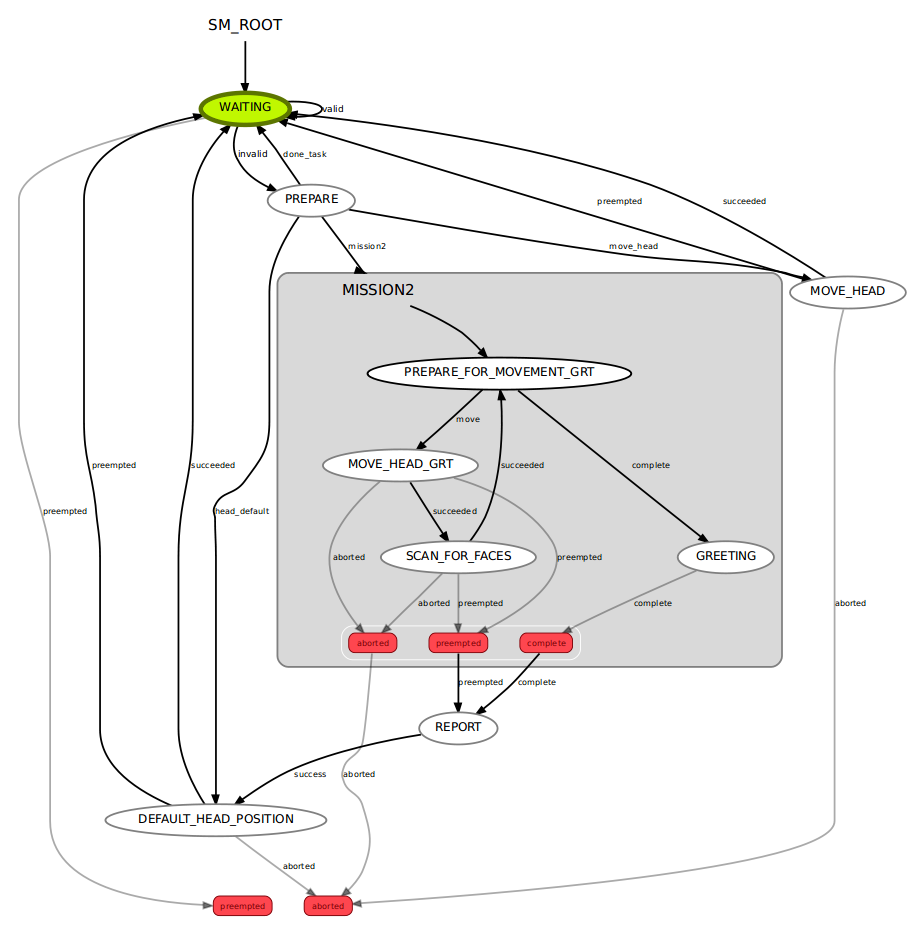 SM_ROOT
WAITING
valid
invalid
done_task
PREPARE
preempted
succeeded
mission2
move_head
MISSION2
MOVE_HEAD
PREPARE_FOR_MOVEMENT_GRT
move
MOVE_HEAD_GRT
preempted
succeeded
succeeded
complete
preempted
head_default
succeeded
aborted
SCAN_FOR_FACES
preempted
GREETING
aborted
preempted
complete
aborted
aborted
preempted
complete
preempted
complete
REPORT
success
aborted
DEFAULT_HEAD_POSITION
aborted
preempted
aborted